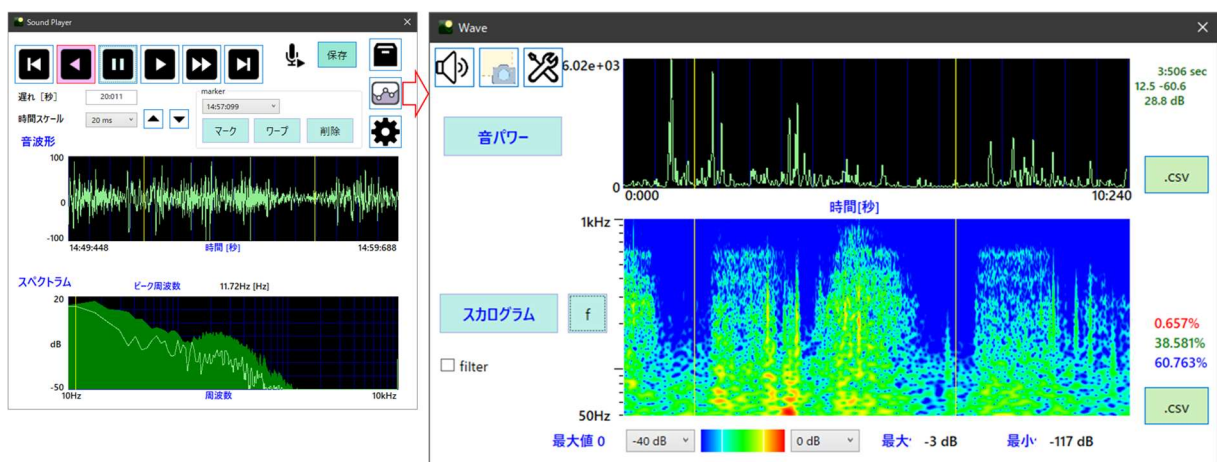 Sound Player
保存
遅れ [秒] 20:011
時間スケール 20 ms
marker
14:57:099
マーク ワープ 削除
音波形
100
0
-100
14:49:448 時間 [秒] 14:59:688
スペクトラム ピーク周波数 11.72Hz [Hz]
20
dB
-50
10Hz 周波数 10kHz
Wave
6.02e+03
3:506 sec
12.5 -60.6
28.8 dB
音パワー
.csv
0
0:000 10:240
時間[秒]
1kHz
スカログラム f
filter
0.657%
38.581%
60.763%
.csv
50Hz
最大値 0 -40 dB 0 dB 最大: -3 dB 最小: -117 dB